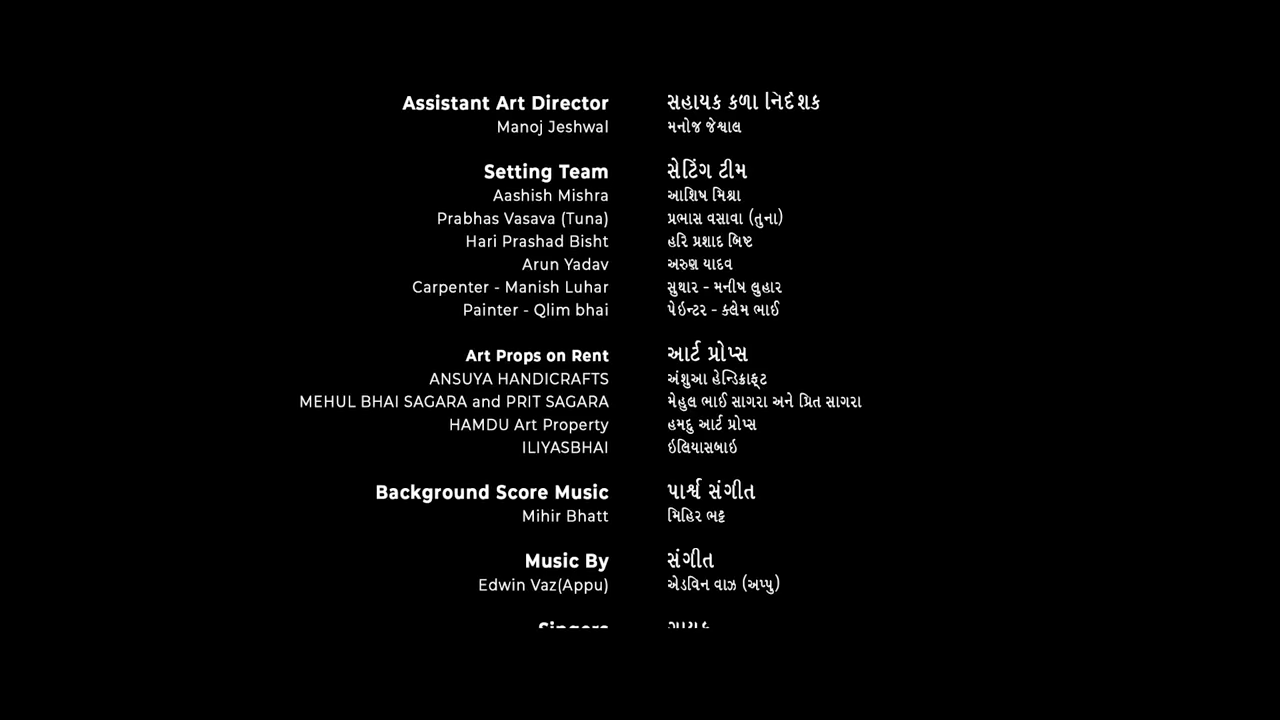 Assistant Art Director સહાયક કળા નિર્દેશક
Manoj Jeshwal મનોજ જેશ્વાલ
Setting Team સેટિંગ ટીમ
Aashish Mishra આશિષ મિશ્રા
Prabhas Vasava (Tuna) પ્રભાસ વસાવા (તુના)
Hari Prashad Bisht હરિ પ્રશાદ બિષ્ટ
Arun Yadav અરુણ યાદવ
Carpenter - Manish Luhar સુથાર - મનીષ લુહાર
Painter - Qlim bhai પેઇન્ટર - ક્લેમ ભાઈ
Art Props on Rent આર્ટ પ્રોપ્સ
ANSUYA HANDICRAFTS અંશુઆ હેન્ડિક્રાફ્ટ
MEHUL BHAI SAGARA and PRIT SAGARA મેહુલ ભાઈ સાગરા અને પ્રિત સાગરા
HAMDU Art Property હમદુ આર્ટ પ્રોપ્સ
ILIYASBHAI ઇલિયાસબાઇ
Background Score Music પાર્શ્વ સંગીત
Mihir Bhatt મિહિર ભટ્ટ
Music By સંગીત
Edwin Vaz(Appu) એડવિન વાઝ (અપ્પુ)
Singers ગાયક